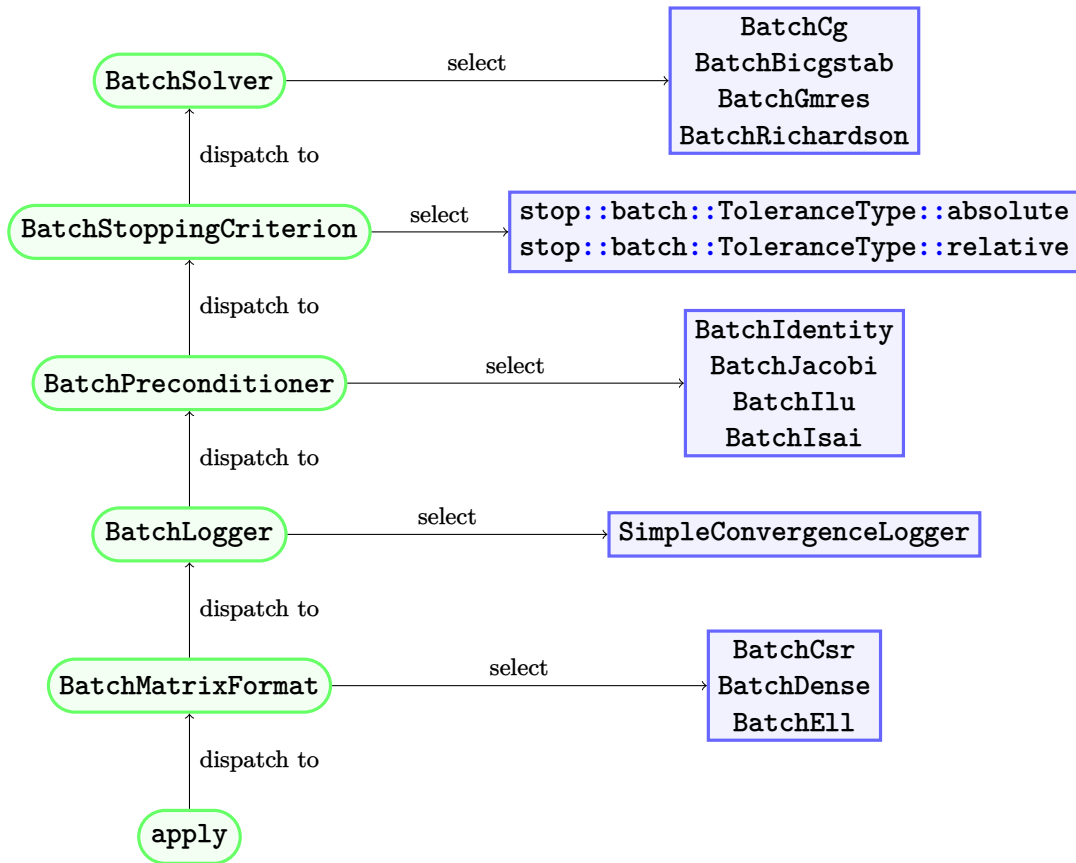 BatchSolver
select
BatchCg
BatchBicgstab
BatchGmres
BatchRichardson
dispatch to
BatchStoppingCriterion
select
stop::batch::ToleranceType::absolute
stop::batch::ToleranceType::relative
dispatch to
BatchPreconditioner
select
BatchIdentity
BatchJacobi
BatchIlu
BatchIsai
dispatch to
BatchLogger
select
SimpleConvergenceLogger
dispatch to
BatchMatrixFormat
select
BatchCsr
BatchDense
BatchEll
dispatch to
apply